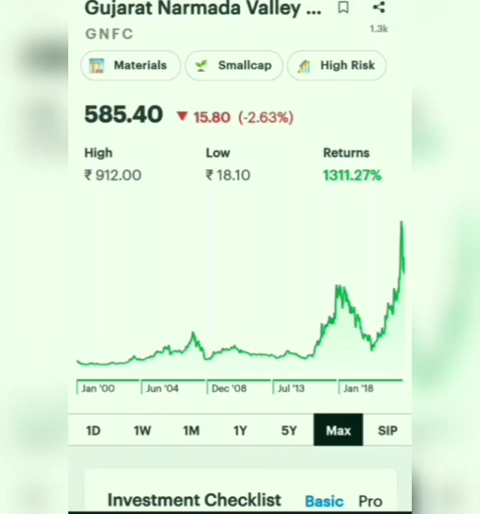 Gujarat Narmada Valley ...
GNFC
1.3k
Materials Smallcap High Risk
585.40 ▼ 15.80 (-2.63%)
High Low Returns
₹ 912.00 ₹ 18.10 1311.27%
Jan '00 Jun '04 Dec '08 Jul '13 Jan '18
1D 1W 1M 1Y 5Y Max SIP
Investment Checklist Basic Pro